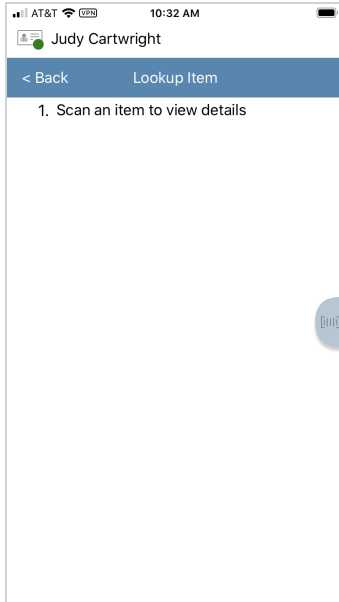 AT&T VPN 10:32 AM
Judy Cartwright
< Back Lookup Item
1. Scan an item to view details